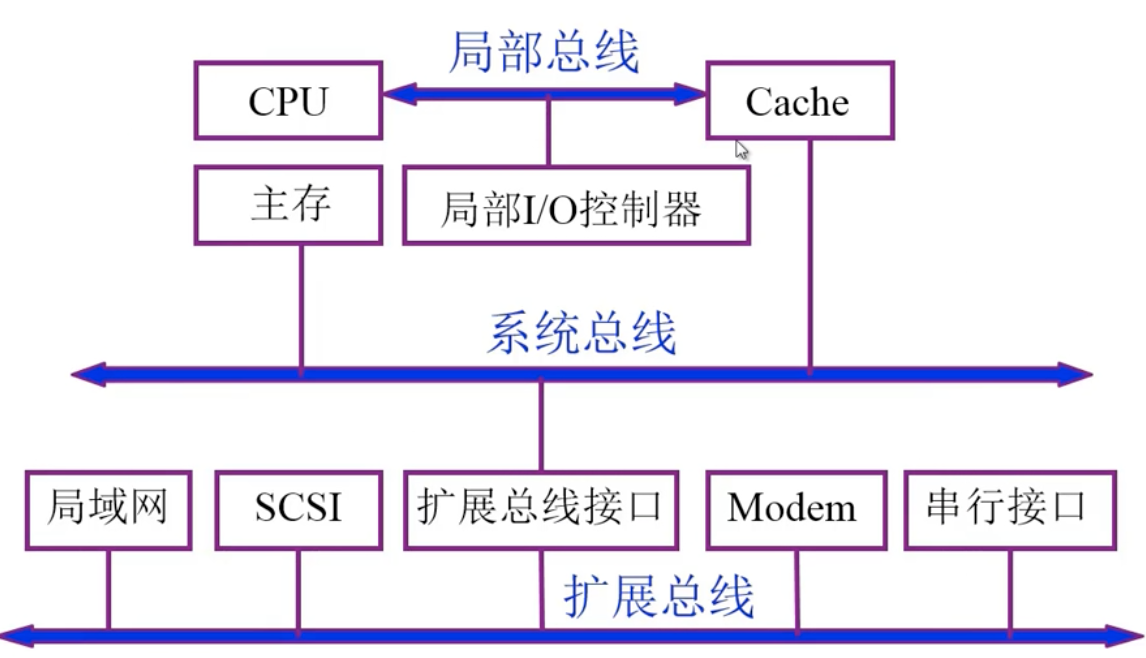 局部总线
CPU
Cache
主存
局部I/O控制器
系统总线
局域网
SCSI
扩展总线接口
Modem
串行接口
扩展总线